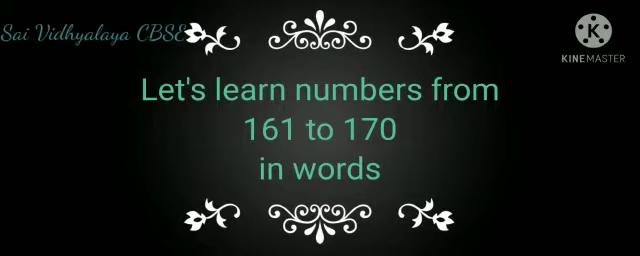 Sai Vidhyalaya CBSE
K
KINEMASTER
Let's learn numbers from
161 to 170
in words